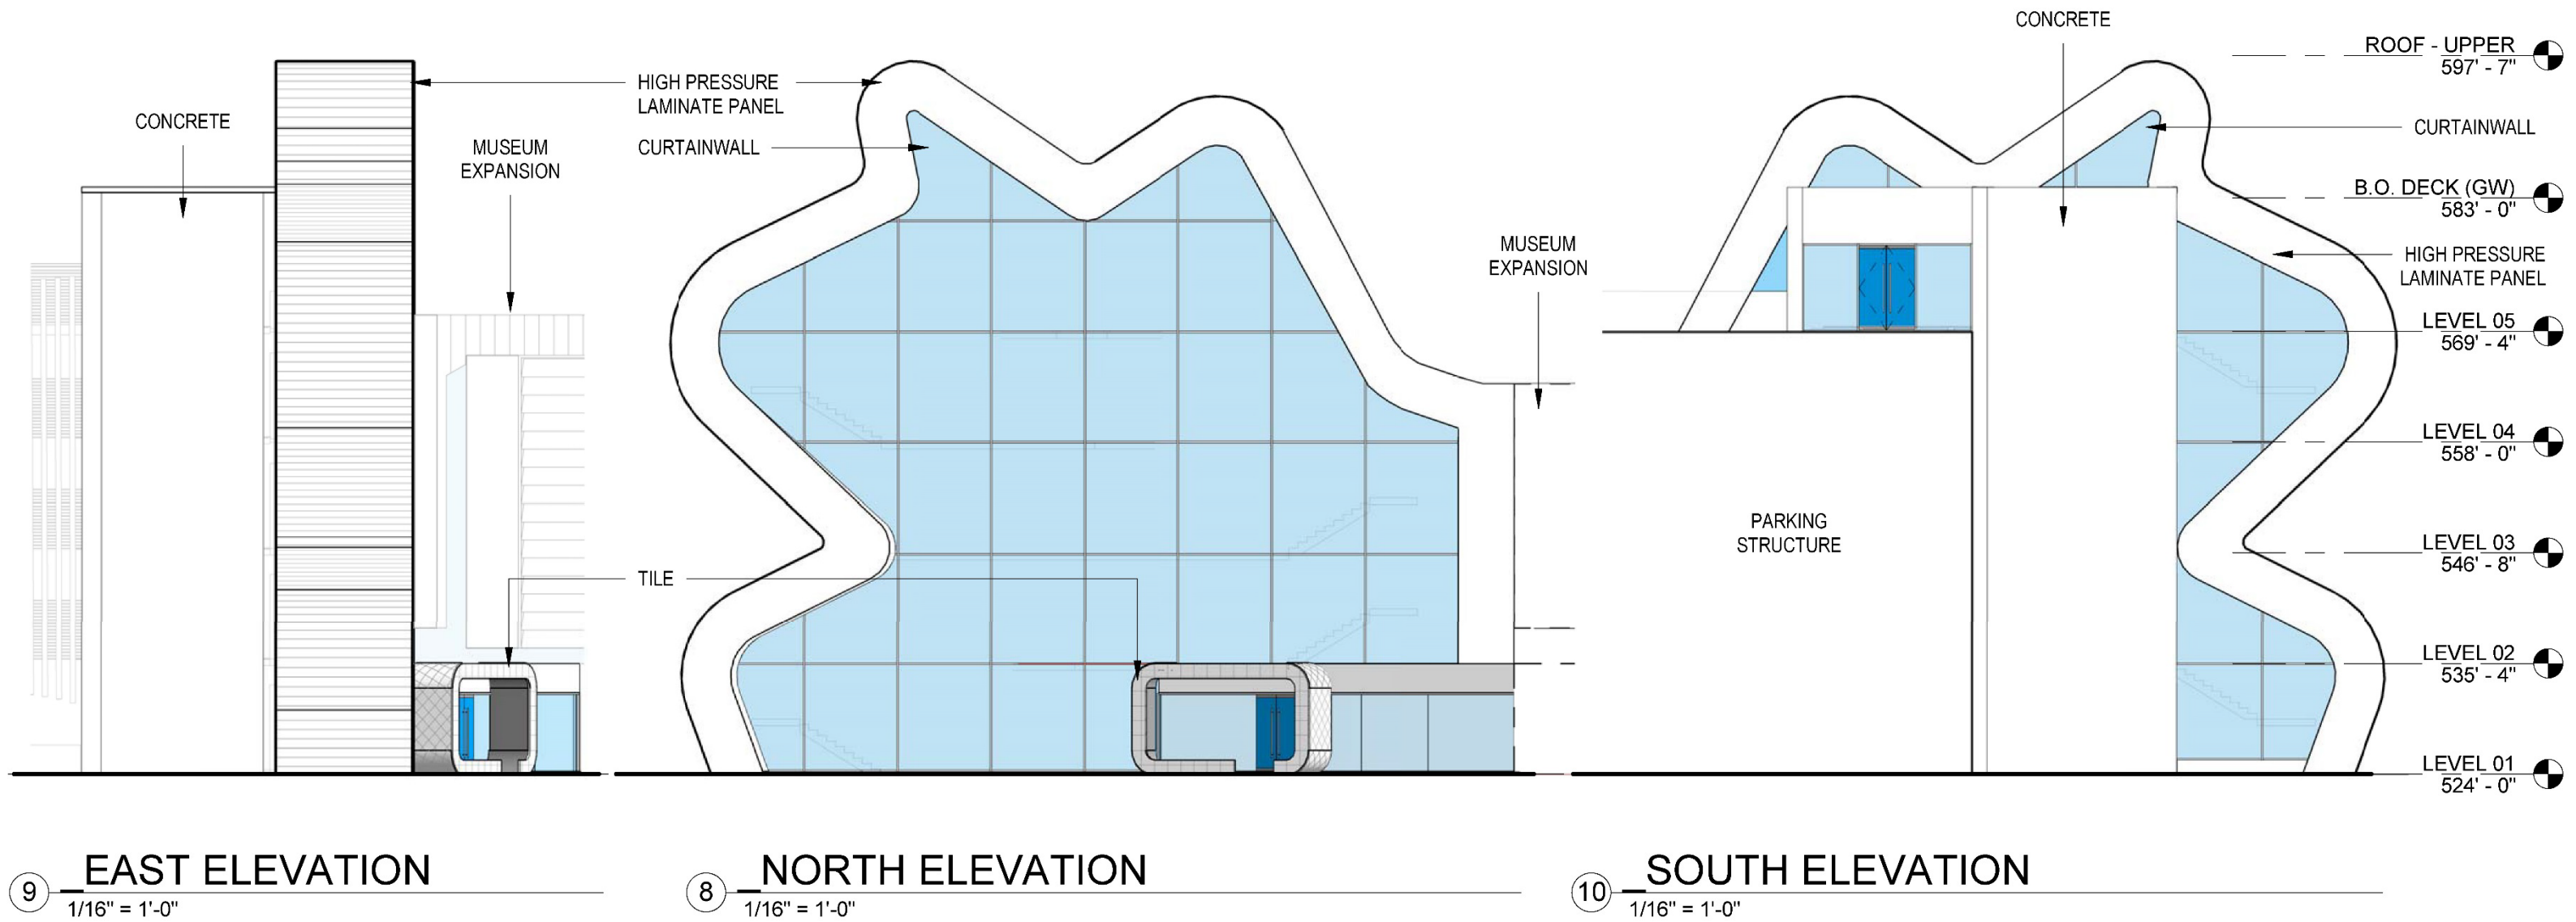 CONCRETE
MUSEUM
EXPANSION
HIGH PRESSURE
LAMINATE PANEL
CURTAINWALL
TILE
MUSEUM
EXPANSION
CONCRETE
PARKING
STRUCTURE
ROOF - UPPER
597' - 7"
CURTAINWALL
B.O. DECK (GW)
583' - 0"
HIGH PRESSURE
LAMINATE PANEL
LEVEL 05
569' - 4"
LEVEL 04
558' - 0"
LEVEL 03
546' - 8"
LEVEL 02
535' - 4"
LEVEL 01
524' - 0"
9 _EAST ELEVATION
1/16" = 1'-0"
8 _NORTH ELEVATION
1/16" = 1'-0"
10 _SOUTH ELEVATION
1/16" = 1'-0"